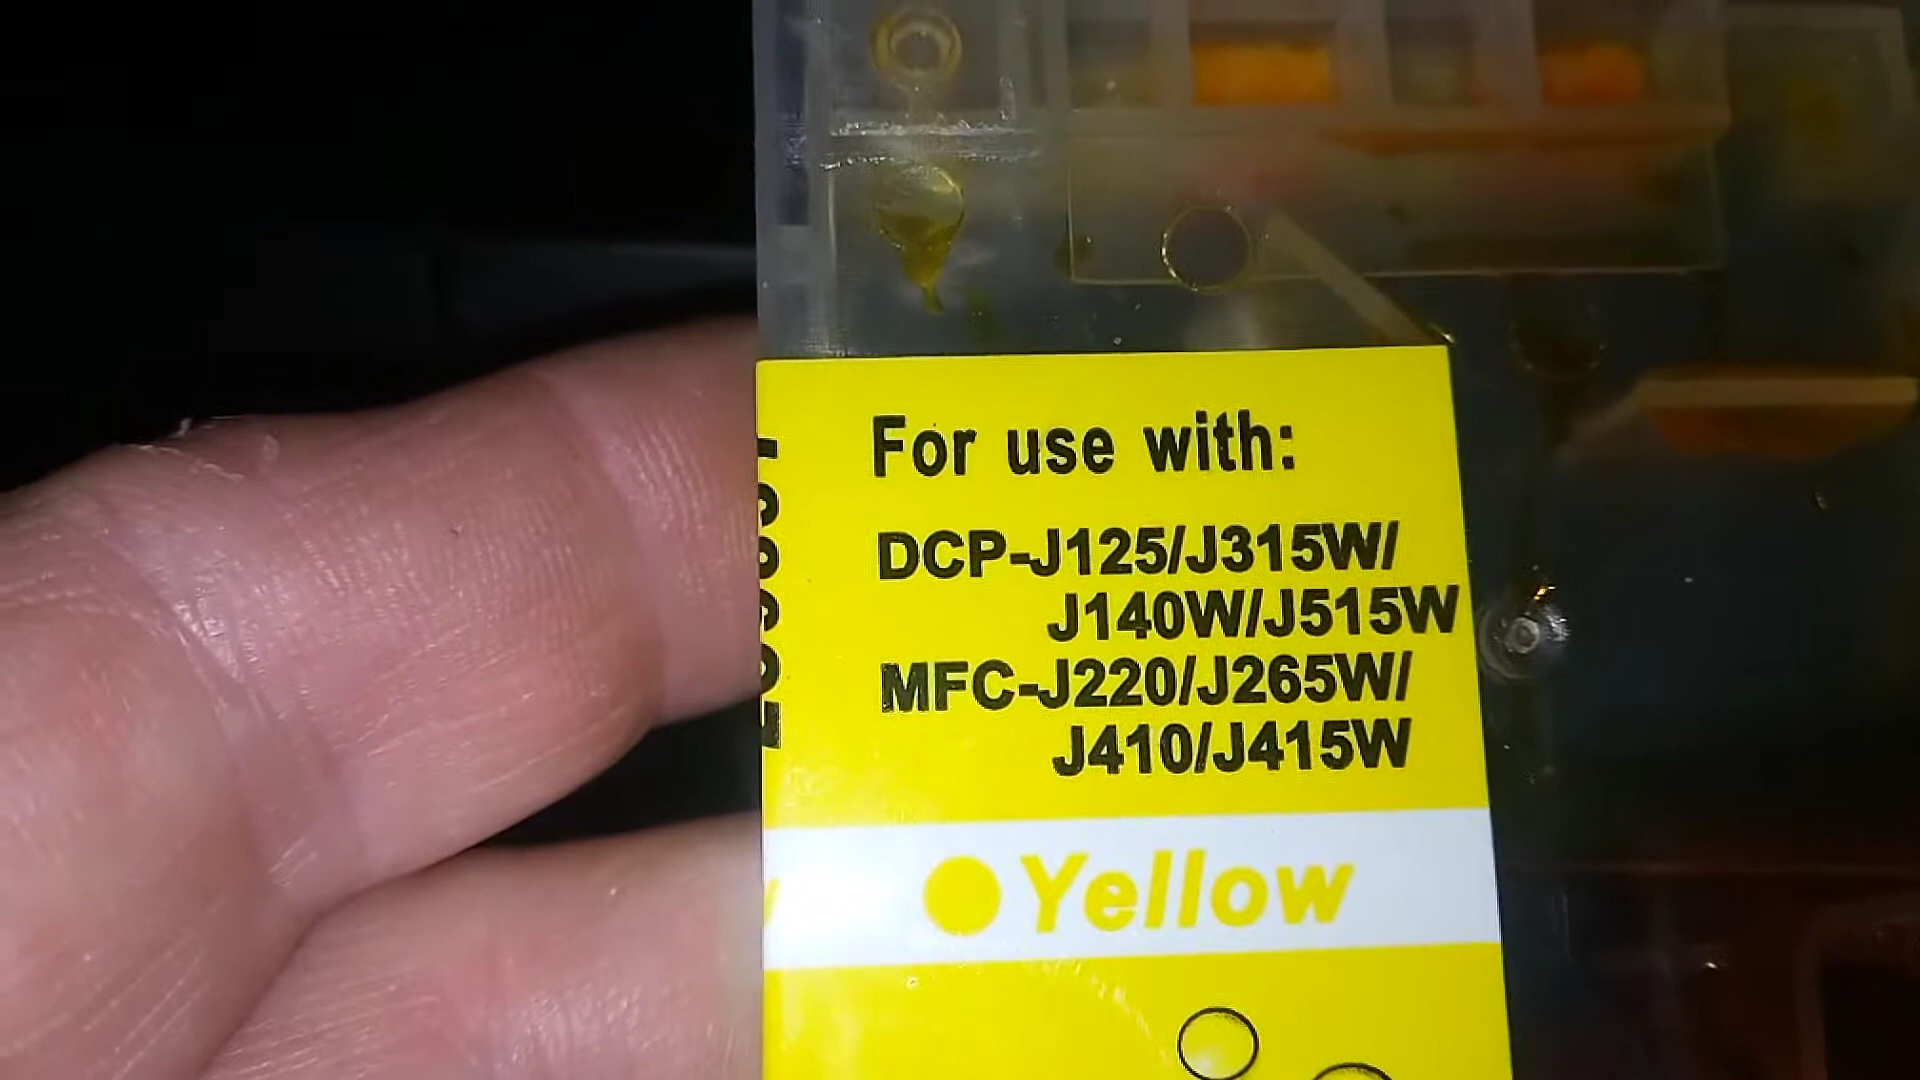 For use with:
DCP-J125/J315W/
J140W/J515W
MFC-J220/J265W/
J410/J415W
Yellow